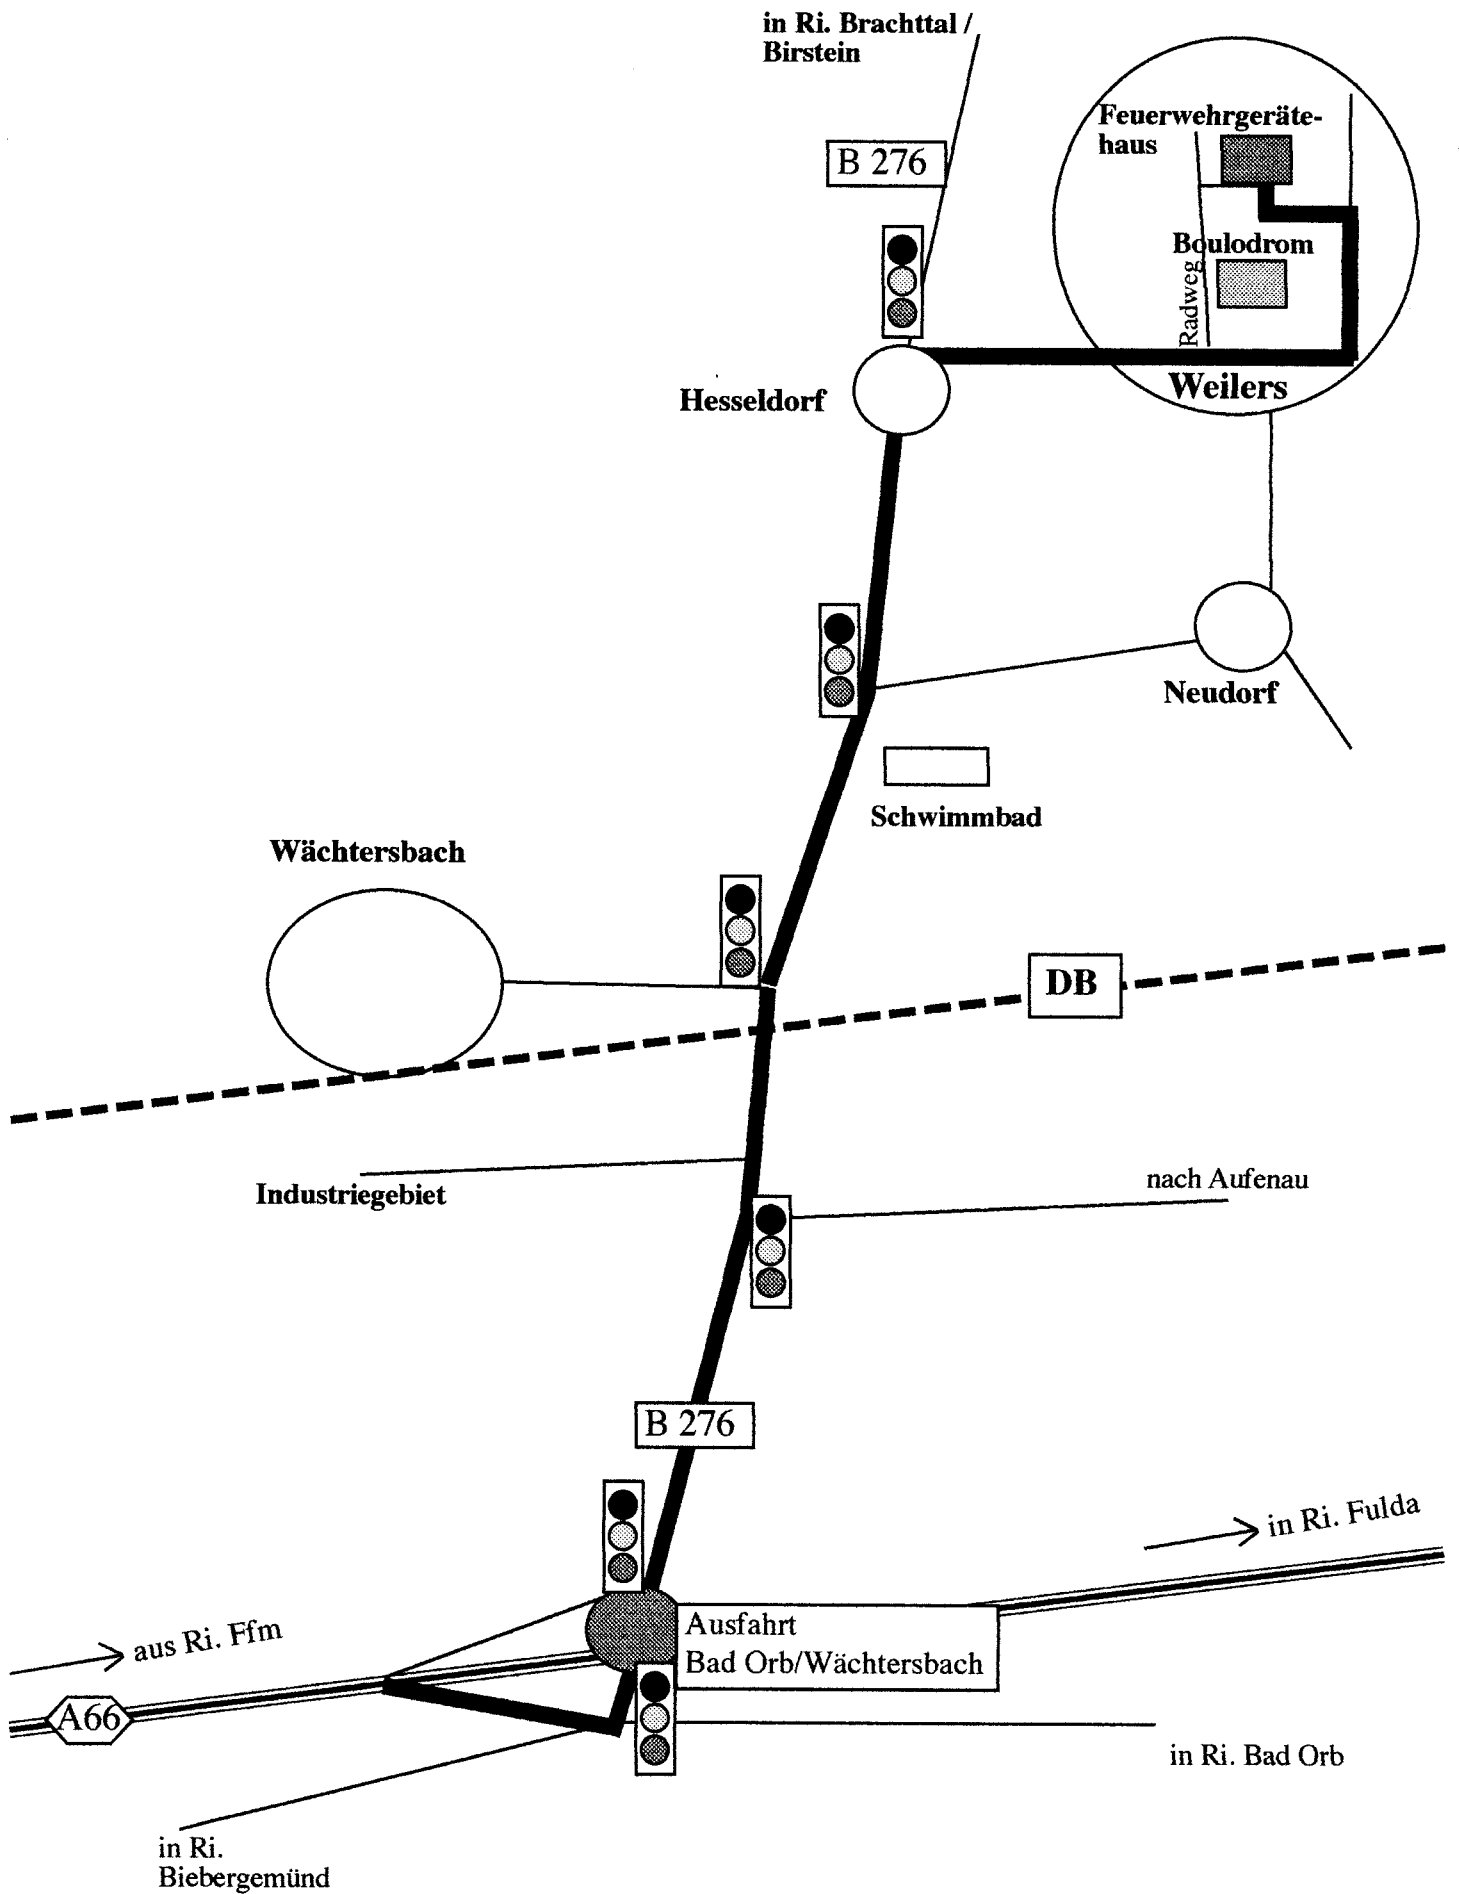 in Ri. Brachttal /
Birstein
B 276
Feuerwehrgeräte-
haus
Boulodrom
Radweg
Weilers
Hesseldorf
Neudorf
Schwimmbad
Wächtersbach
DB
Industriegebiet
nach Aufenau
B 276
in Ri. Fulda
aus Ri. Ffm
Ausfahrt
Bad Orb/Wächtersbach
A66
in Ri. Bad Orb
in Ri.
Biebergemünd